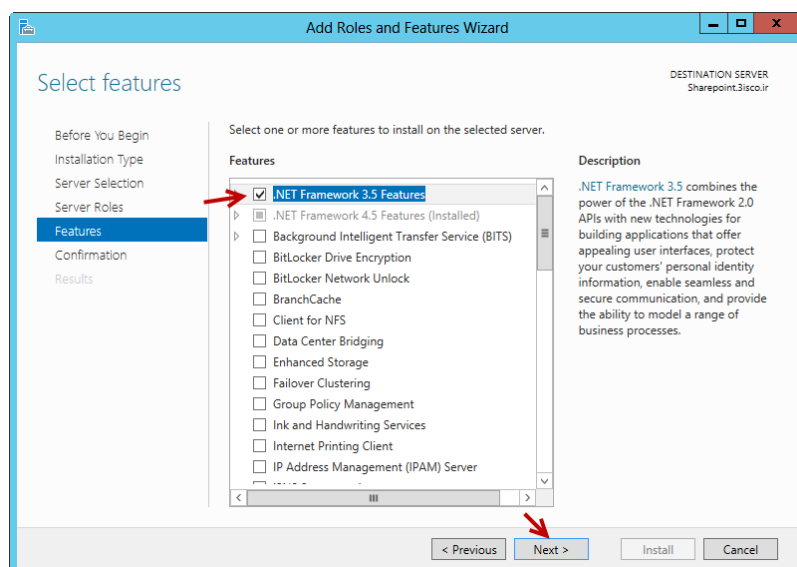 Add Roles and Features Wizard
Select features
DESTINATION SERVER
Sharepoint.3isco.ir
Before You Begin
Installation Type
Server Selection
Server Roles
Features
Confirmation
Results
Select one or more features to install on the selected server.
Features
.NET Framework 3.5 Features
.NET Framework 4.5 Features (Installed)
Background Intelligent Transfer Service (BITS)
BitLocker Drive Encryption
BitLocker Network Unlock
BranchCache
Client for NFS
Data Center Bridging
Enhanced Storage
Failover Clustering
Group Policy Management
Ink and Handwriting Services
Internet Printing Client
IP Address Management (IPAM) Server
Description
.NET Framework 3.5 combines the
power of the .NET Framework 2.0
APIs with new technologies for
building applications that offer
appealing user interfaces, protect
your customers' personal identity
information, enable seamless and
secure communication, and provide
the ability to model a range of
business processes.
< Previous
Next >
Install
Cancel